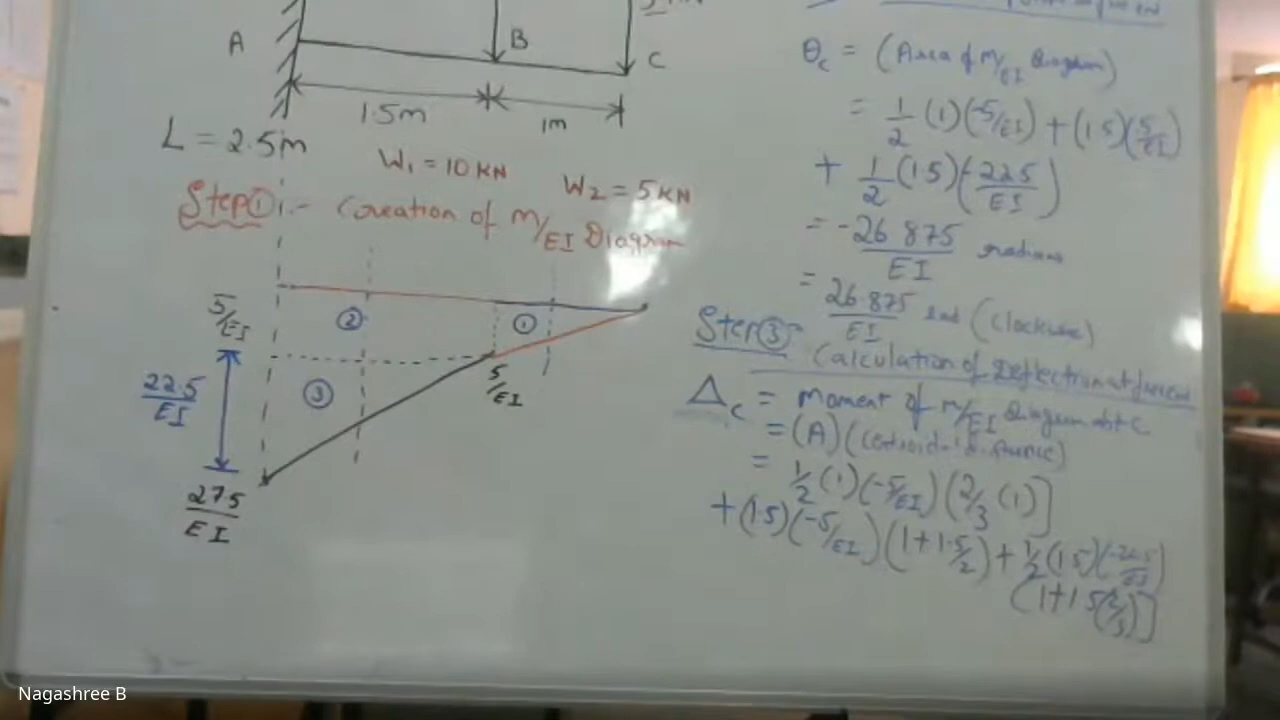 A
B
C
1.5m
1m
L = 2.5m
W1 = 10 KN
W2 = 5 KN
Step①:- Creation of M/EI Diagram
5/EI
②
①
22.5/EI
③
5/EI
27.5/EI
θc = (Area of M/EI Diagram)
= 1/2 (1)(-5/EI) + (1.5)(5/EI)
+ 1/2 (1.5)(-22.5/EI)
= -26.875/EI radians
= 26.875/EI rad (Clockwise)
Step③ Calculation of Deflection at
Δc = Moment of M/EI Diagram abt C
= (A)(Centroidal distance)
= 1/2 (1)(-5/EI)(2/3 (1)]
+ (1.5)(-5/EI)(1+1.5/2) + 1/2 (1.5)(-22.5/EI)
(1+1.5(2/3)]
Nagashree B